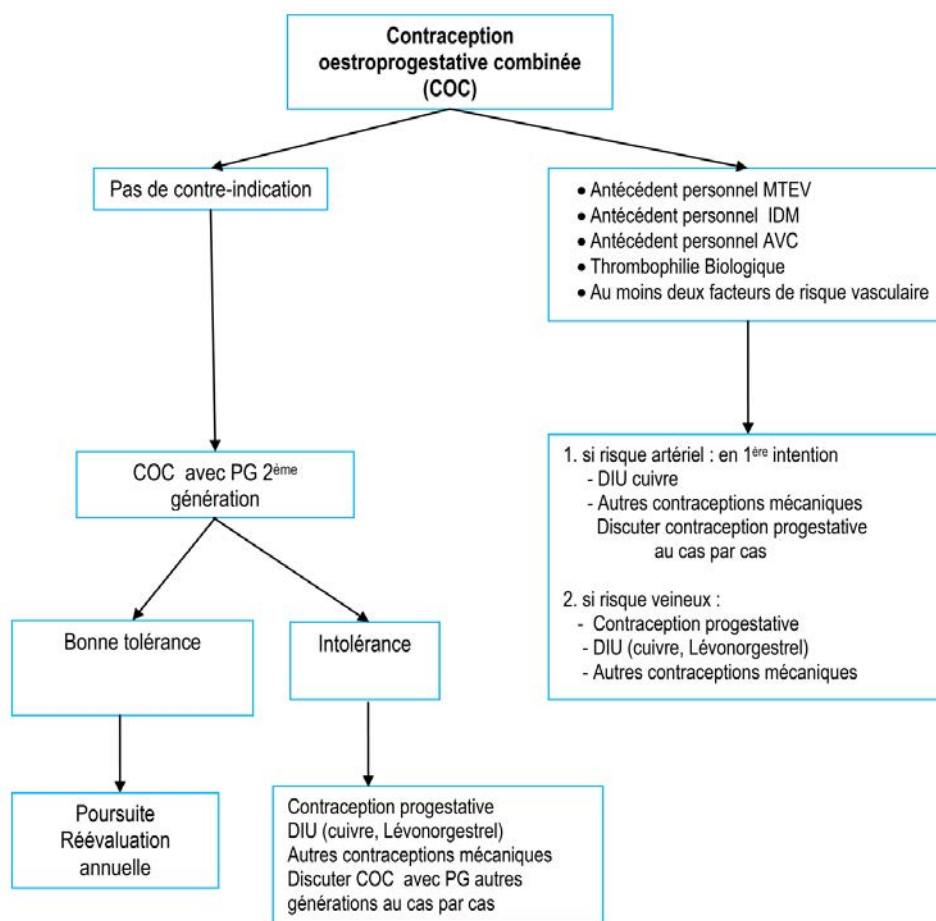 Contraception
oestroprogestative combinée
(COC)
Pas de contre-indication
• Antécédent personnel MTEV
• Antécédent personnel IDM
• Antécédent personnel AVC
• Thrombophilie Biologique
• Au moins deux facteurs de risque vasculaire
COC avec PG 2ème
génération
1. si risque artériel : en 1ère intention
- DIU cuivre
- Autres contraceptions mécaniques
Discuter contraception progestative
au cas par cas
2. si risque veineux :
- Contraception progestative
- DIU (cuivre, Lévonorgestrel)
- Autres contraceptions mécaniques
Bonne tolérance
Intolérance
Poursuite
Réévaluation
annuelle
Contraception progestative
DIU (cuivre, Lévonorgestrel)
Autres contraceptions mécaniques
Discuter COC avec PG autres
générations au cas par cas